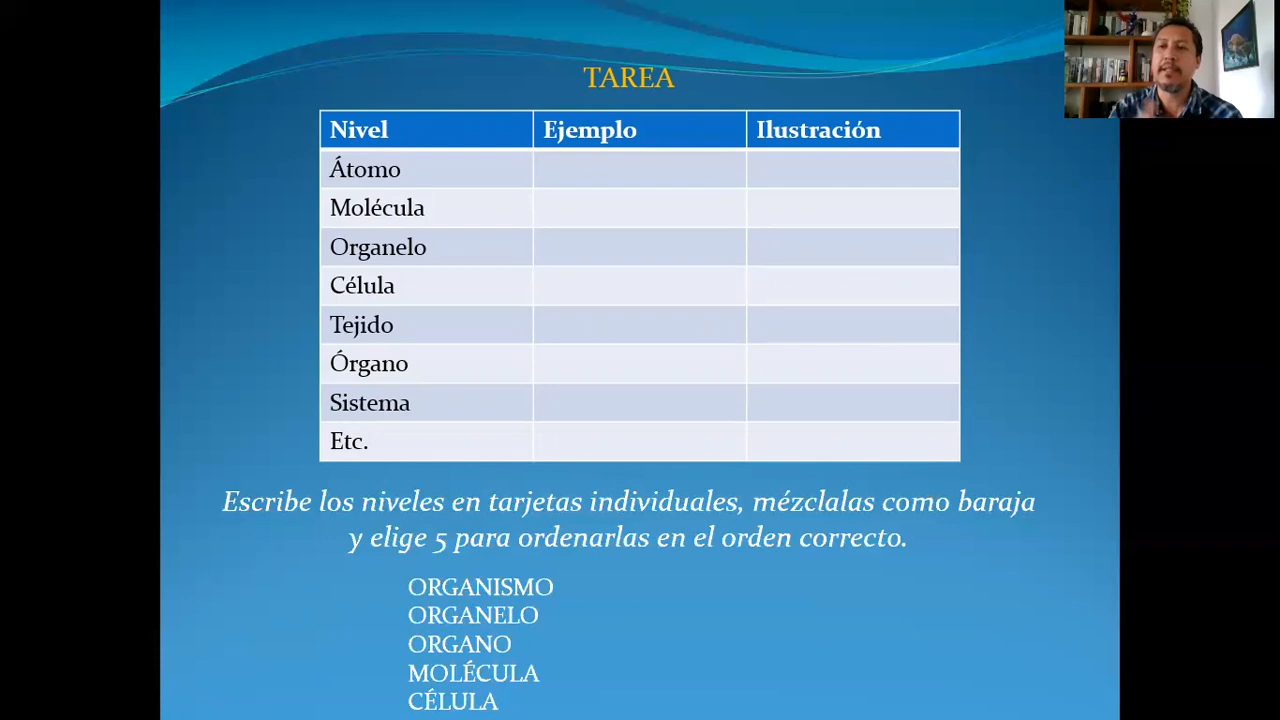 TAREA
Nivel Ejemplo Ilustración
Átomo
Molécula
Organelo
Célula
Tejido
Órgano
Sistema
Etc.
Escribe los niveles en tarjetas individuales, mézclalas como baraja
y elige 5 para ordenarlas en el orden correcto.
ORGANISMO
ORGANELO
ORGANO
MOLÉCULA
CÉLULA